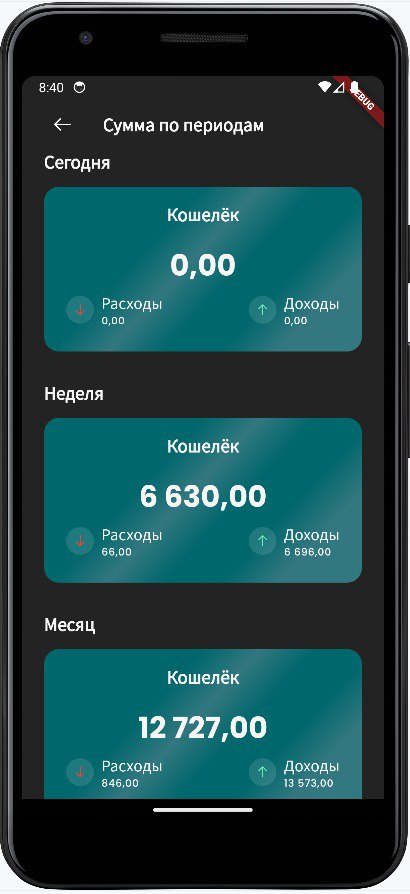 8:40
DEBUG
Сумма по периодам
Сегодня
Кошелёк
0,00
Расходы Доходы
0,00 0,00
Неделя
Кошелёк
6 630,00
Расходы Доходы
66,00 6 696,00
Месяц
Кошелёк
12 727,00
Расходы Доходы
846,00 13 573,00